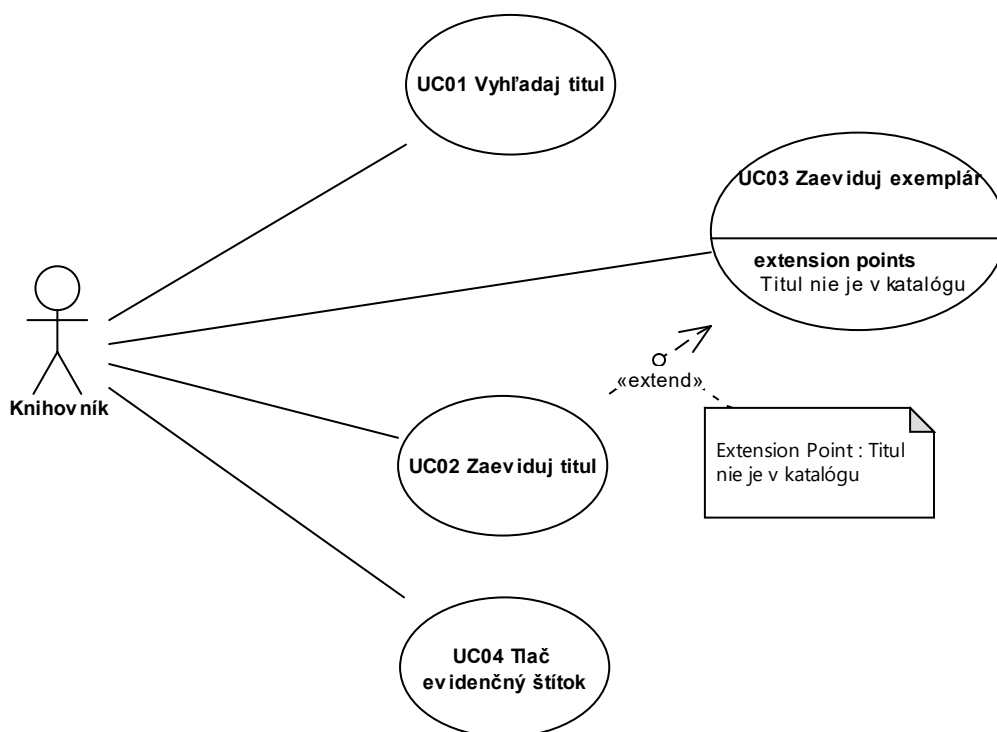 UC01 Vyhľadaj titul
UC03 Zaeviduj exemplár
extension points
Titul nie je v katalógu
Knihovník
«extend»
UC02 Zaeviduj titul
Extension Point : Titul
nie je v katalógu
UC04 Tlač
evidenčný štítok